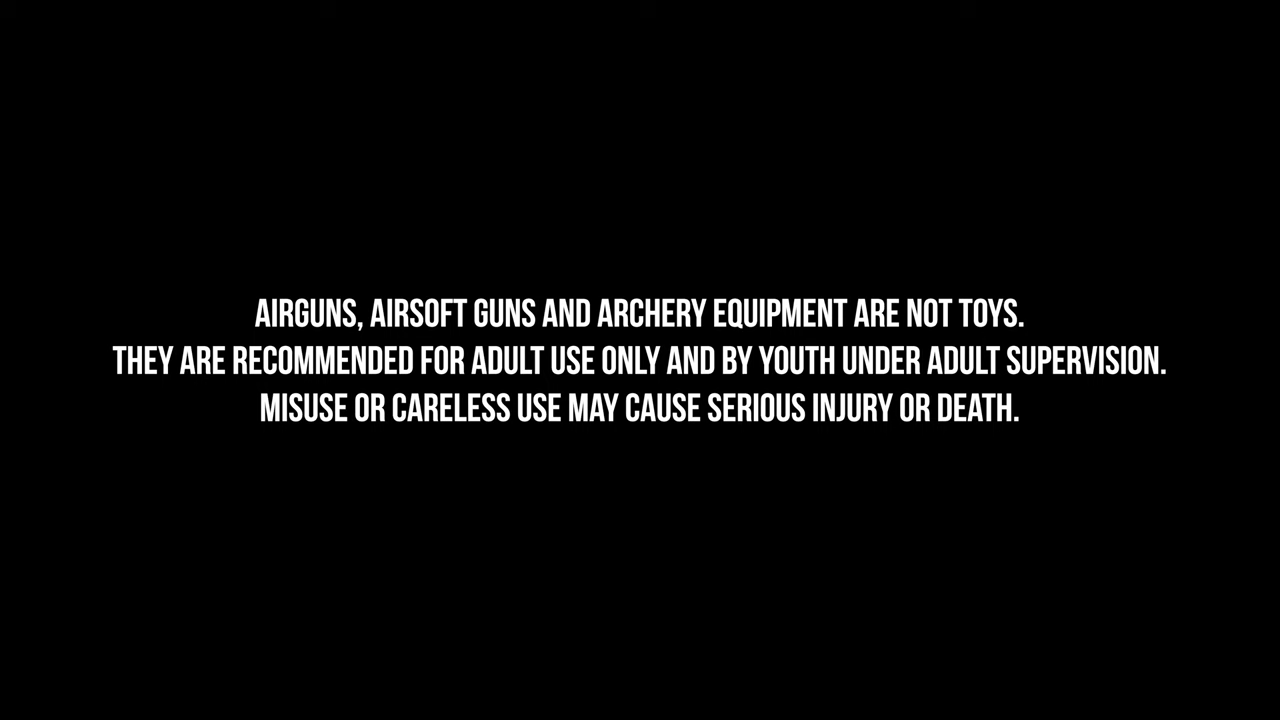 AIRGUNS, AIRSOFT GUNS AND ARCHERY EQUIPMENT ARE NOT TOYS.
THEY ARE RECOMMENDED FOR ADULT USE ONLY AND BY YOUTH UNDER ADULT SUPERVISION.
MISUSE OR CARELESS USE MAY CAUSE SERIOUS INJURY OR DEATH.